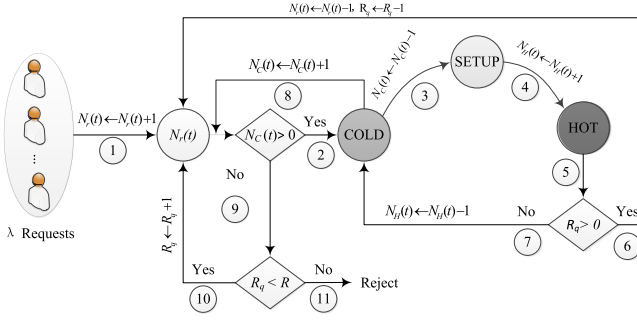 N_r(t)←N_r(t)-1, R_q←R_q-1
N_C(t)←N_C(t)+1
N_C(t)←N_C(t)-1
SETUP
N_H(t)←N_H(t)+1
8
3
4
N_r(t)←N_r(t)+1
N_r(t)
N_C(t)>0
Yes
COLD
HOT
1
2
5
⋮
No
9
N_H(t)←N_H(t)-1
No
R_q>0
Yes
7
6
λ Requests
R_q←R_q+1
Yes
R_q<R
No
Reject
10
11